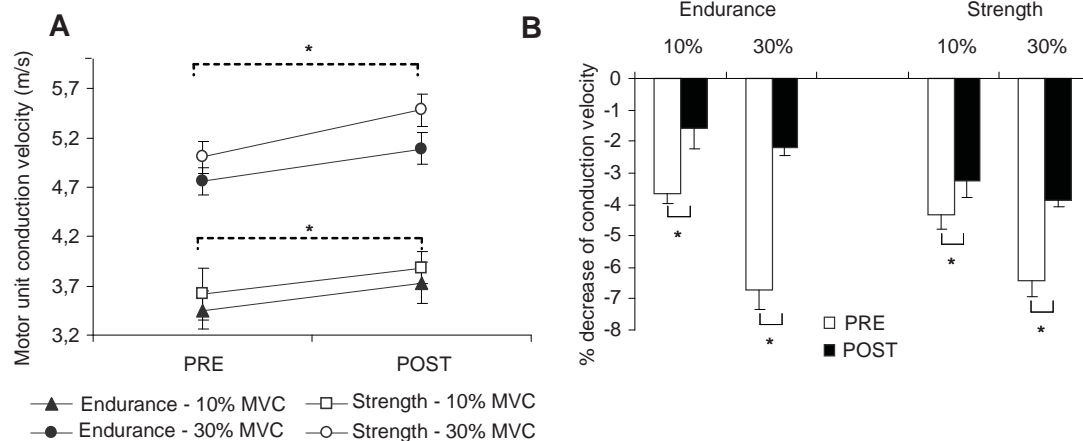 A
Motor unit conduction velocity (m/s)
5,7
5,2
4,7
4,2
3,7
3,2
*
*
PRE POST
Endurance - 10% MVC Strength - 10% MVC
Endurance - 30% MVC Strength - 30% MVC
B
Endurance Strength
10% 30% 10% 30%
% decrease of conduction velocity
0
-1
-2
-3
-4
-5
-6
-7
-8
*
*
*
*
PRE
POST